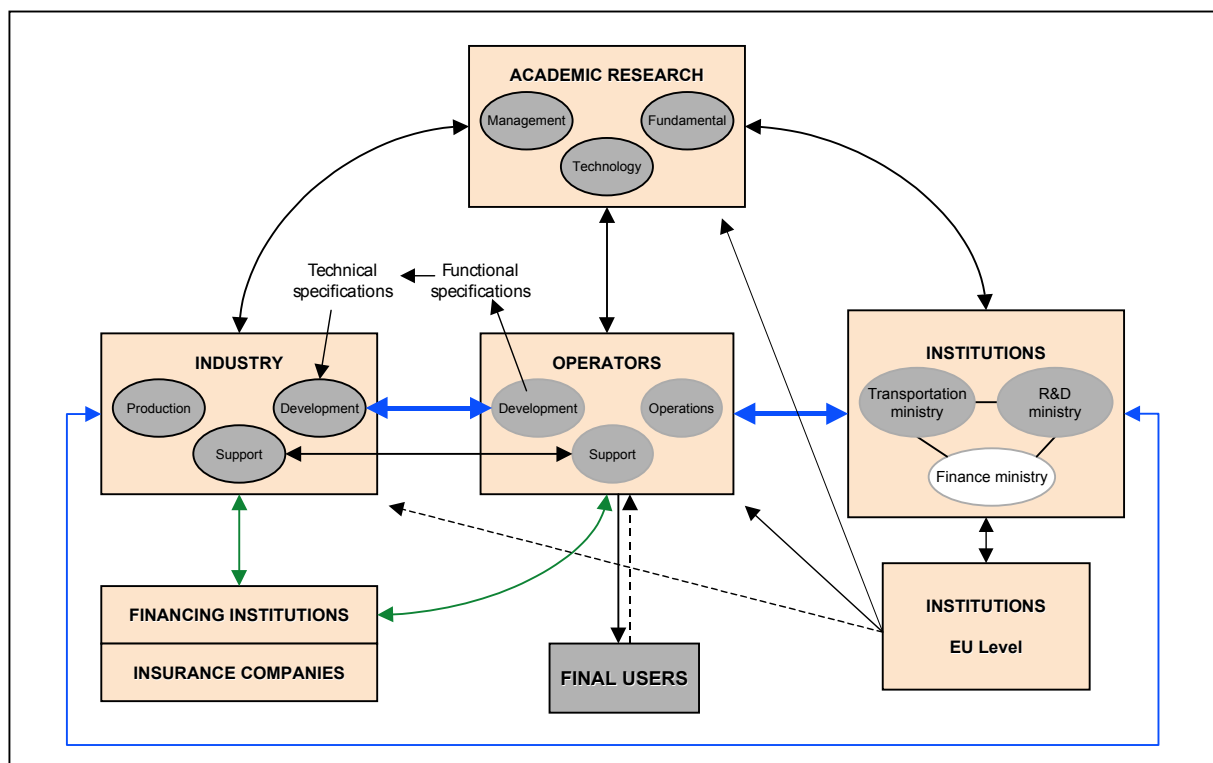 ACADEMIC RESEARCH
Management
Fundamental
Technology
Technical
specifications
Functional
specifications
INDUSTRY
Production
Development
Support
OPERATORS
Development
Operations
Support
INSTITUTIONS
Transportation
ministry
R&D
ministry
Finance ministry
FINANCING INSTITUTIONS
INSURANCE COMPANIES
FINAL USERS
INSTITUTIONS
EU Level